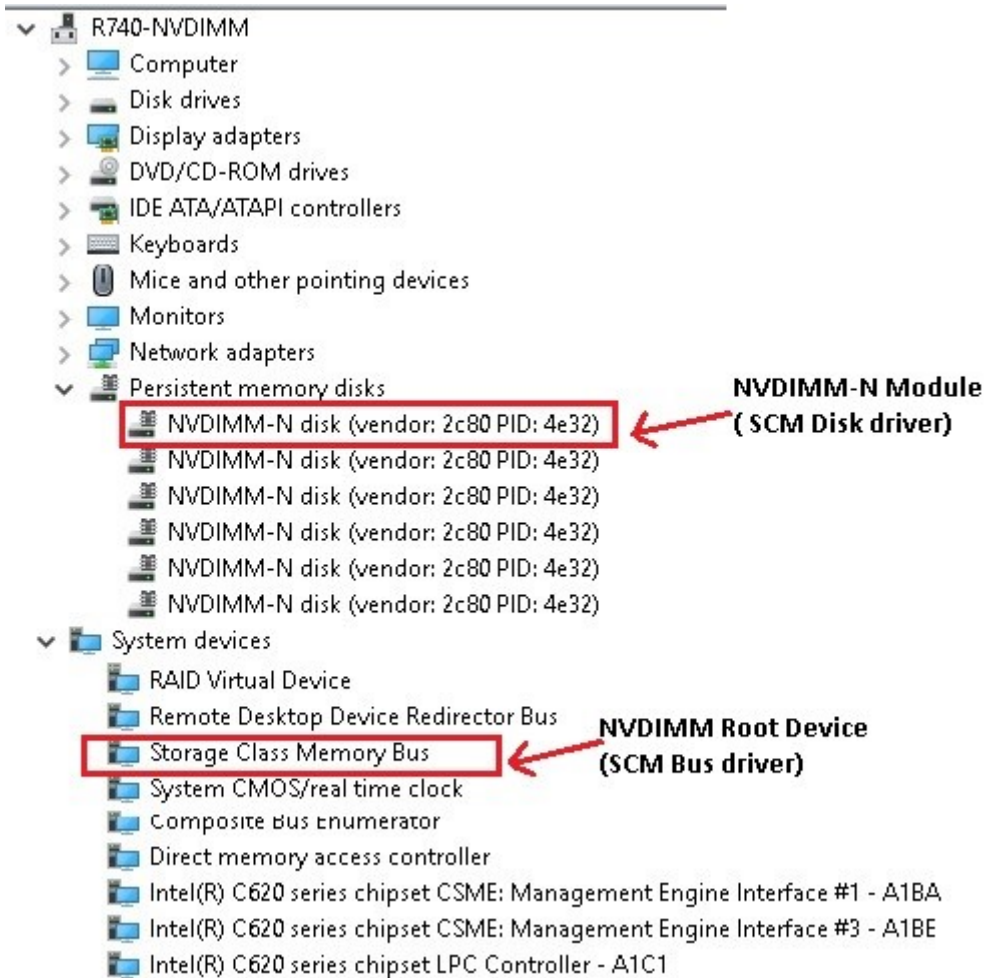 R740-NVDIMM
Computer
Disk drives
Display adapters
DVD/CD-ROM drives
IDE ATA/ATAPI controllers
Keyboards
Mice and other pointing devices
Monitors
Network adapters
Persistent memory disks
NVDIMM-N Module
NVDIMM-N disk (vendor: 2c80 PID: 4e32)
( SCM Disk driver)
NVDIMM-N disk (vendor: 2c80 PID: 4e32)
NVDIMM-N disk (vendor: 2c80 PID: 4e32)
NVDIMM-N disk (vendor: 2c80 PID: 4e32)
NVDIMM-N disk (vendor: 2c80 PID: 4e32)
NVDIMM-N disk (vendor: 2c80 PID: 4e32)
System devices
RAID Virtual Device
Remote Desktop Device Redirector Bus
NVDIMM Root Device
Storage Class Memory Bus
(SCM Bus driver)
System CMOS/real time clock
Composite Bus Enumerator
Direct memory access controller
Intel(R) C620 series chipset CSME: Management Engine Interface #1 - A1BA
Intel(R) C620 series chipset CSME: Management Engine Interface #3 - A1BE
Intel(R) C620 series chipset LPC Controller - A1C1